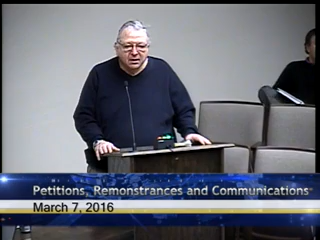 Petitions, Remonstrances and Communications
March 7, 2016